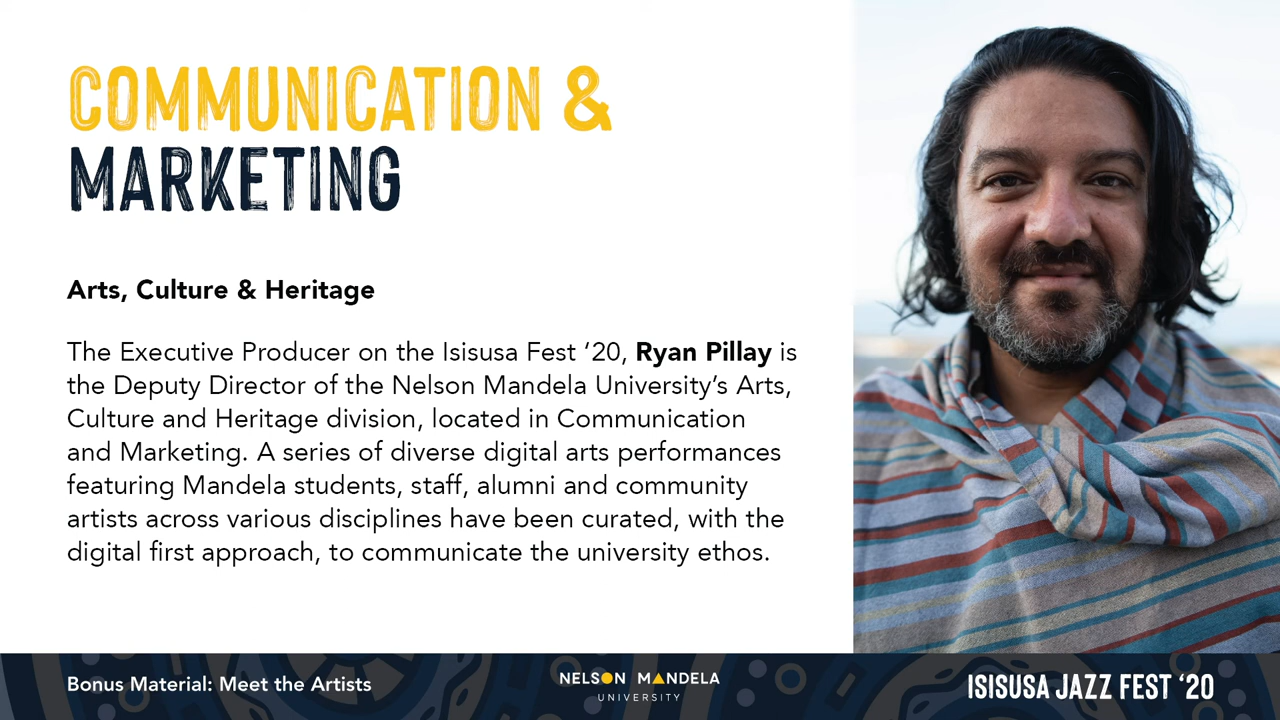 COMMUNICATION &
MARKETING
Arts, Culture & Heritage
The Executive Producer on the Isisusa Fest ‘20, Ryan Pillay is
the Deputy Director of the Nelson Mandela University’s Arts,
Culture and Heritage division, located in Communication
and Marketing. A series of diverse digital arts performances
featuring Mandela students, staff, alumni and community
artists across various disciplines have been curated, with the
digital first approach, to communicate the university ethos.
Bonus Material: Meet the Artists
NELSON MANDELA
UNIVERSITY
ISISUSA JAZZ FEST ‘20